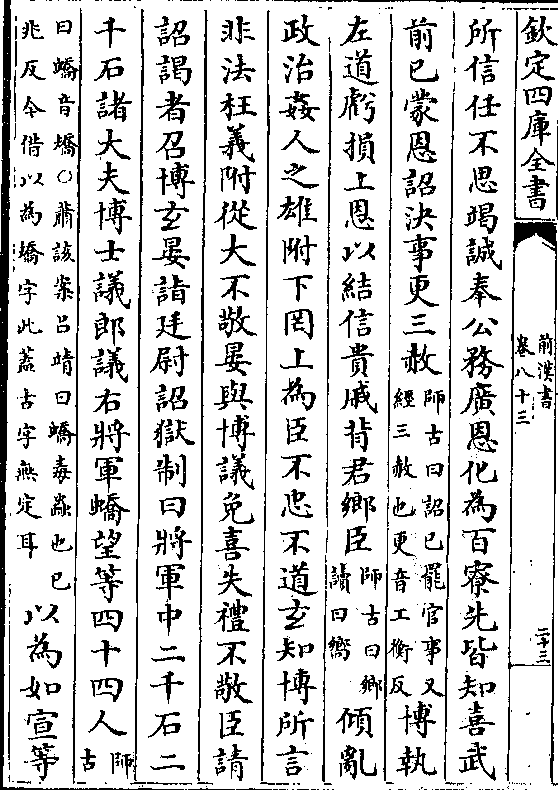 欽定四庫全書
前漢書
卷八十三
二十三
所信任不思竭誠奉公務廣恩化為百寮先皆知喜武
前已蒙恩詔決事更三赦師古曰詔已罷官事又經三赦也更音工衡反博執
左道虧損上恩以結信貴戚背君鄉臣師古曰鄉讀曰嚮傾亂
政治姦人之雄附下罔上為臣不忠不道玄知博所言
非法枉義附從大不敬晏與博議免喜失禮不敬臣請
詔謁者召博玄晏詣廷尉詔獄制曰將軍中二千石二
千石諸大夫博士議郎議右將軍蟜望等四十四人師古
曰蟜音矯○蕭該案呂靖曰蟜毒蟲也巳兆反今借以為矯字此蓋古字無定耳以為如宣等